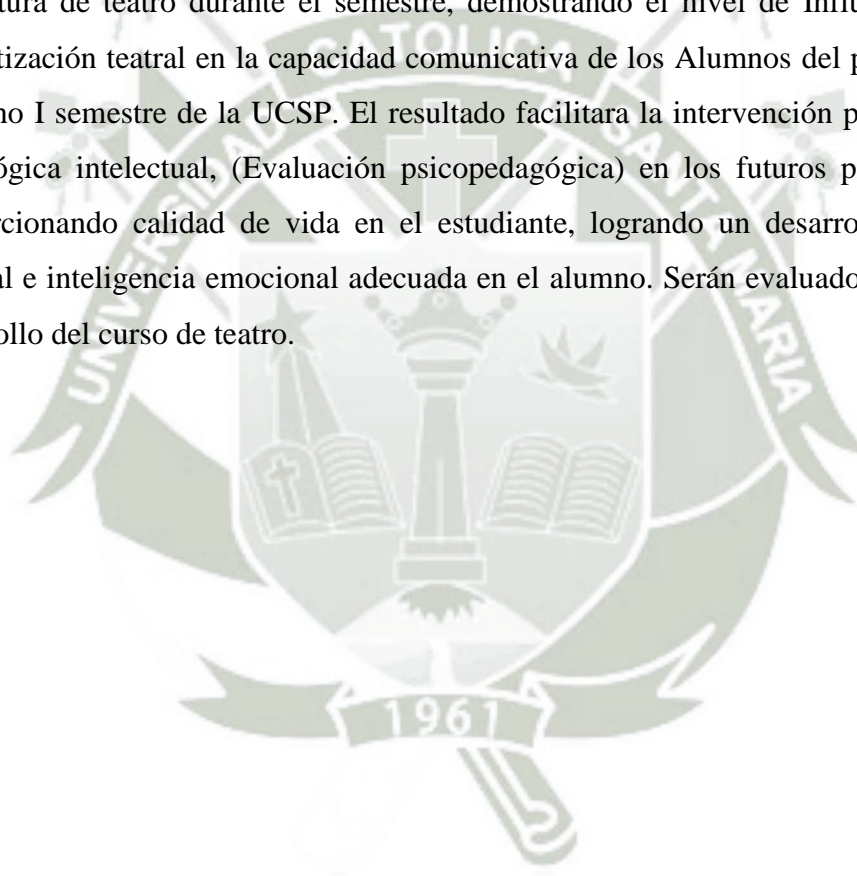 tura de teatro durante el semestre, demostrando el nivel de Influ
tización teatral en la capacidad comunicativa de los Alumnos del p
no I semestre de la UCSP. El resultado facilitara la intervención p
ógica intelectual, (Evaluación psicopedagógica) en los futuros p
rcionando calidad de vida en el estudiante, logrando un desarro
al e inteligencia emocional adecuada en el alumno. Serán evaluado
ollo del curso de teatro.
UNIVERSIDAD CATOLICA SANTA MARIA
1961